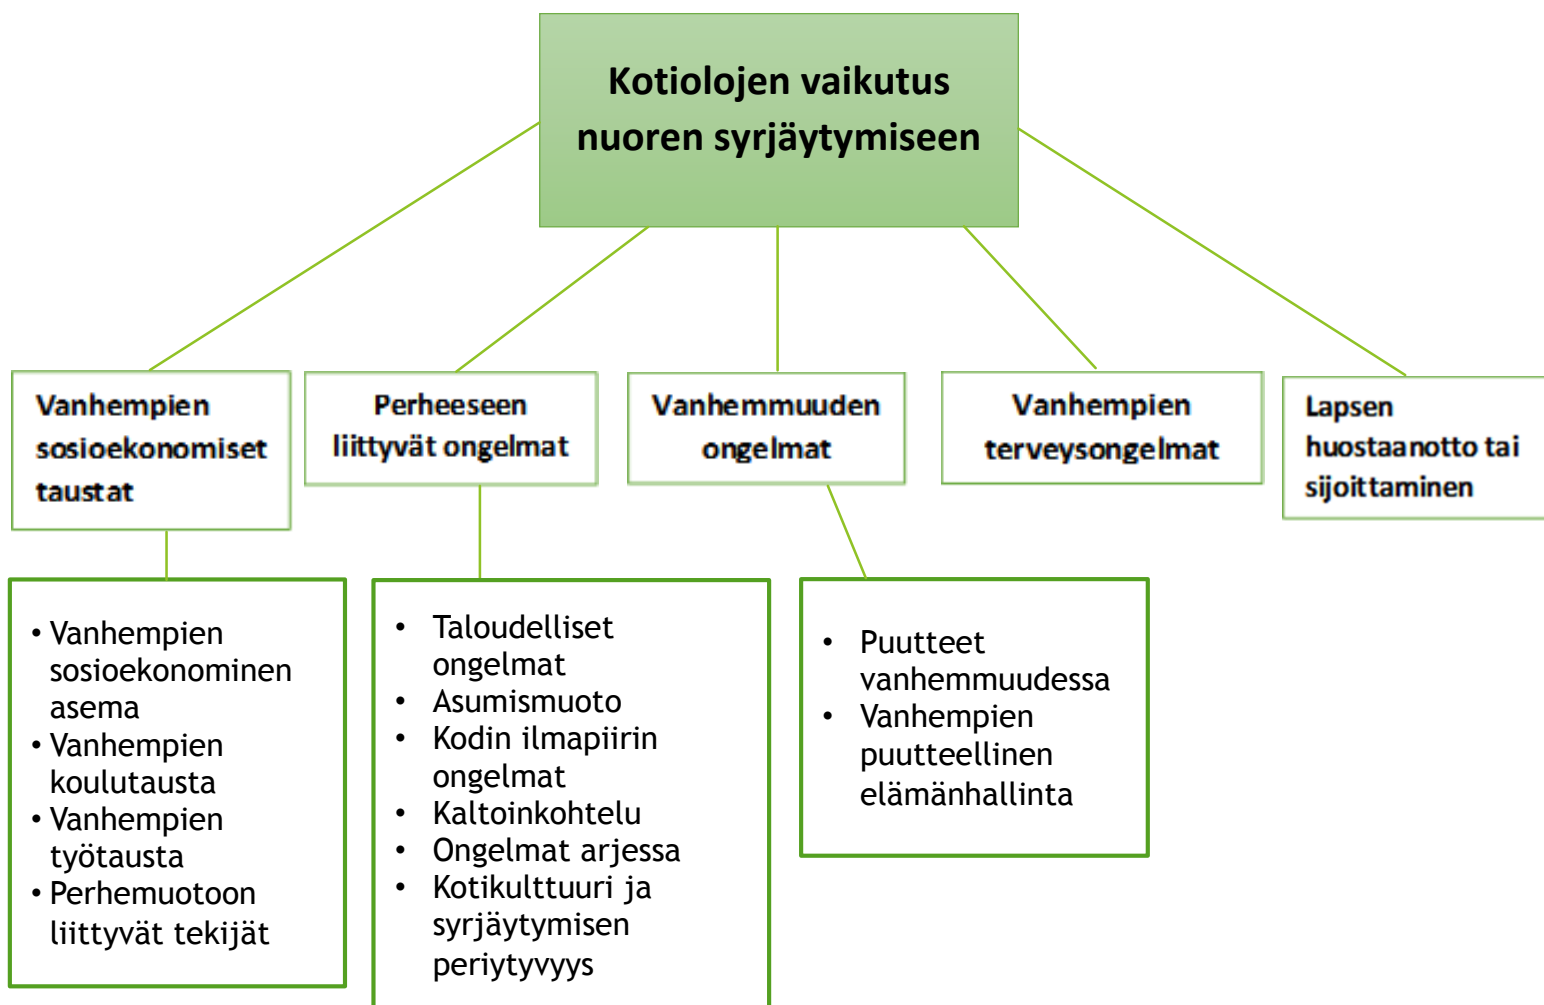 Kotiolojen vaikutus
nuoren syrjäytymiseen
Vanhempien
sosioekonomiset
taustat
Perheeseen
liittyvät ongelmat
Vanhemmuuden
ongelmat
Vanhempien
terveysongelmat
Lapsen
huostaanotto tai
sijoittaminen
• Vanhempien
sosioekonominen
asema
• Vanhempien
koulutausta
• Vanhempien
työtausta
• Perhemuotoon
liittyvät tekijät
• Taloudelliset
ongelmat
• Asumismuoto
• Kodin ilmapiirin
ongelmat
• Kaltoinkohtelu
• Ongelmat arjessa
• Kotikulttuuri ja
syrjäytymisen
periytyvyys
• Puutteet
vanhemmuudessa
• Vanhempien
puutteellinen
elämänhallinta